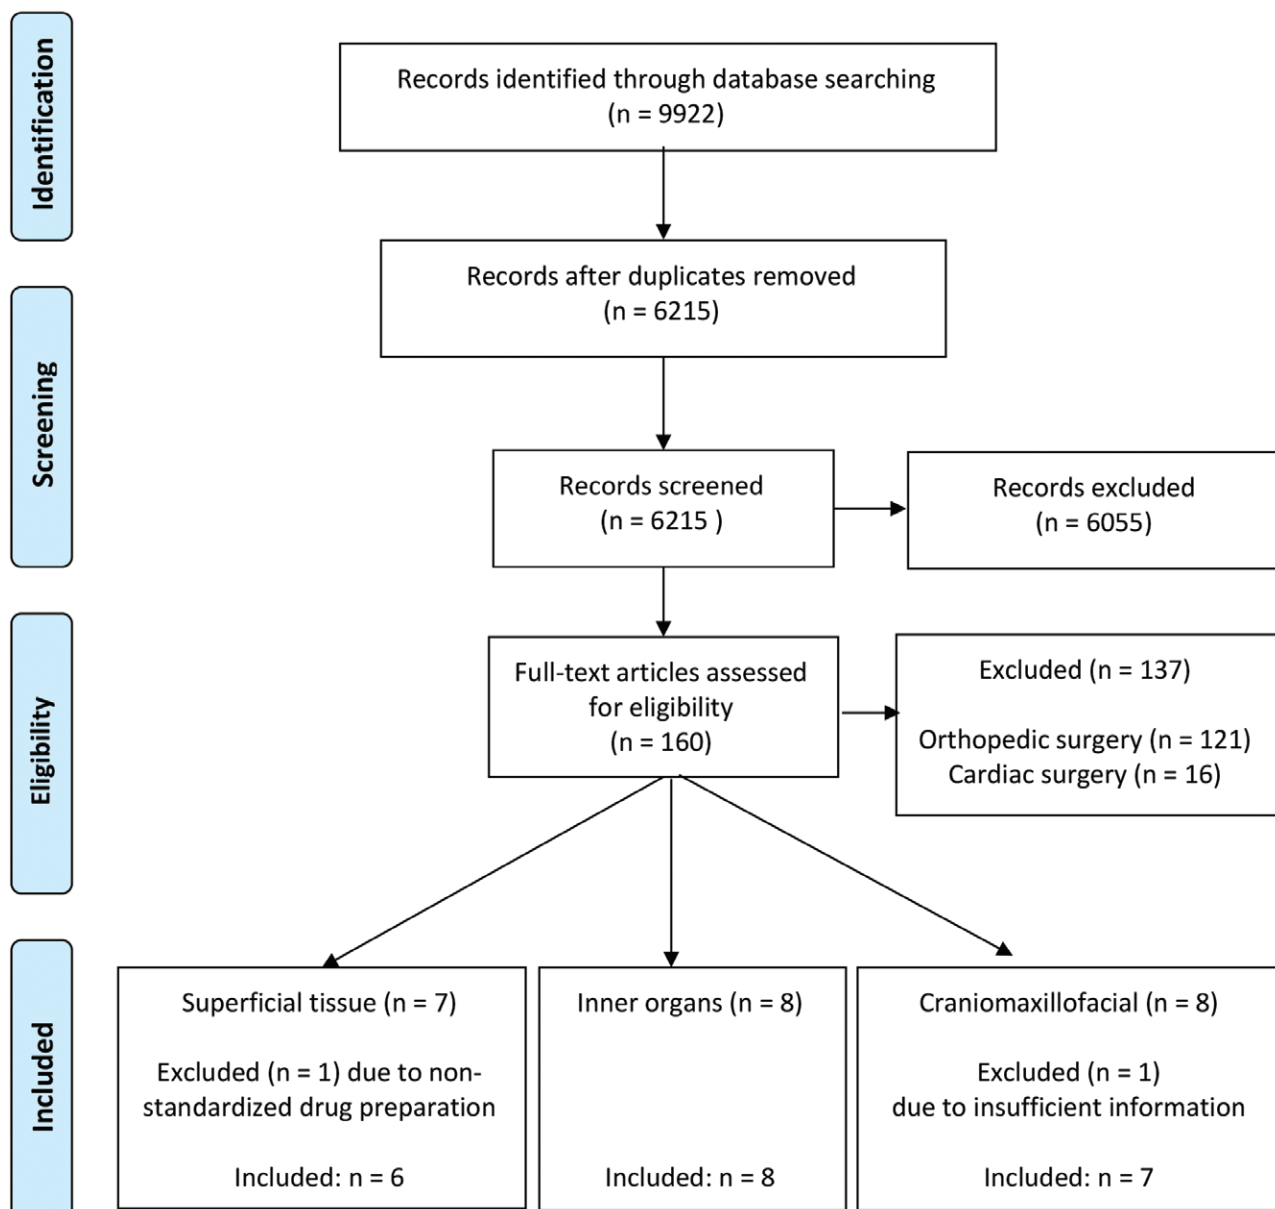 Identification
Records identified through database searching
(n = 9922)
Records after duplicates removed
(n = 6215)
Screening
Records screened
(n = 6215 )
Records excluded
(n = 6055)
Eligibility
Full-text articles assessed
for eligibility
(n = 160)
Excluded (n = 137)
Orthopedic surgery (n = 121)
Cardiac surgery (n = 16)
Included
Superficial tissue (n = 7)
Excluded (n = 1) due to non-
standardized drug preparation
Included: n = 6
Inner organs (n = 8)
Included: n = 8
Craniomaxillofacial (n = 8)
Excluded (n = 1)
due to insufficient information
Included: n = 7